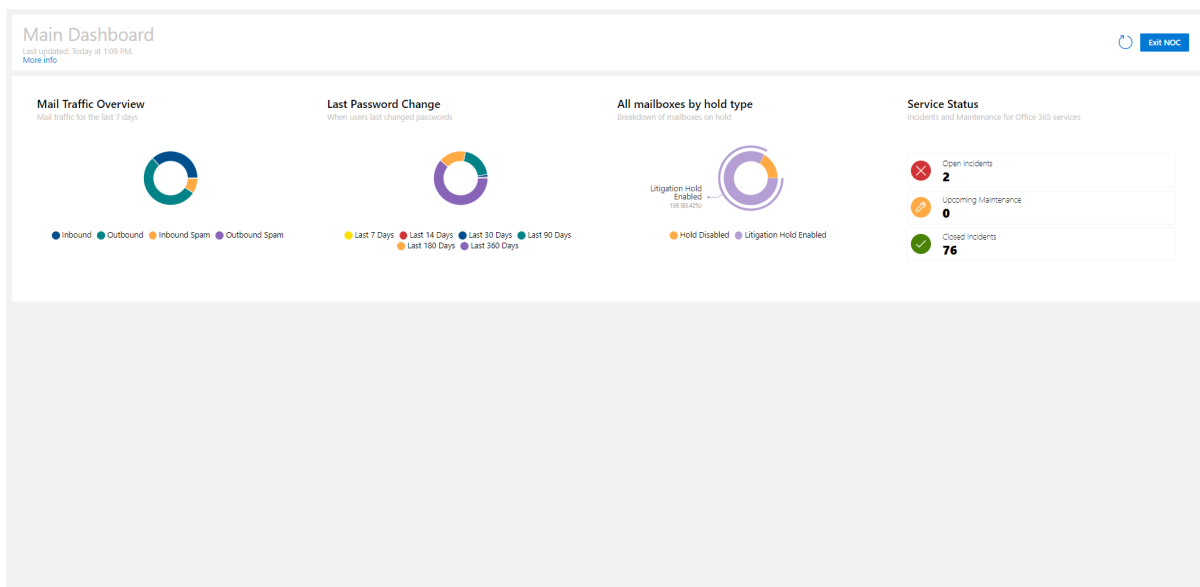 Main Dashboard
Last updated: Today at 1:09 PM.
More info
Exit NOC
Mail Traffic Overview
Mail traffic for the last 7 days
Inbound Outbound Inbound Spam Outbound Spam
Last Password Change
When users last changed passwords
Last 7 Days Last 14 Days Last 30 Days Last 90 Days
Last 180 Days Last 360 Days
All mailboxes by hold type
Breakdown of mailboxes on hold
Litigation Hold
Enabled
156 (83.42%)
Hold Disabled Litigation Hold Enabled
Service Status
Incidents and Maintenance for Office 365 services
Open Incidents
2
Upcoming Maintenance
0
Closed Incidents
76